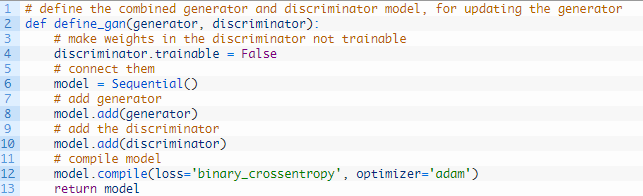 1 # define the combined generator and discriminator model, for updating the generator
2 def define_gan(generator, discriminator):
3     # make weights in the discriminator not trainable
4     discriminator.trainable = False
5     # connect them
6     model = Sequential()
7     # add generator
8     model.add(generator)
9     # add the discriminator
10     model.add(discriminator)
11     # compile model
12     model.compile(loss='binary_crossentropy', optimizer='adam')
13     return model